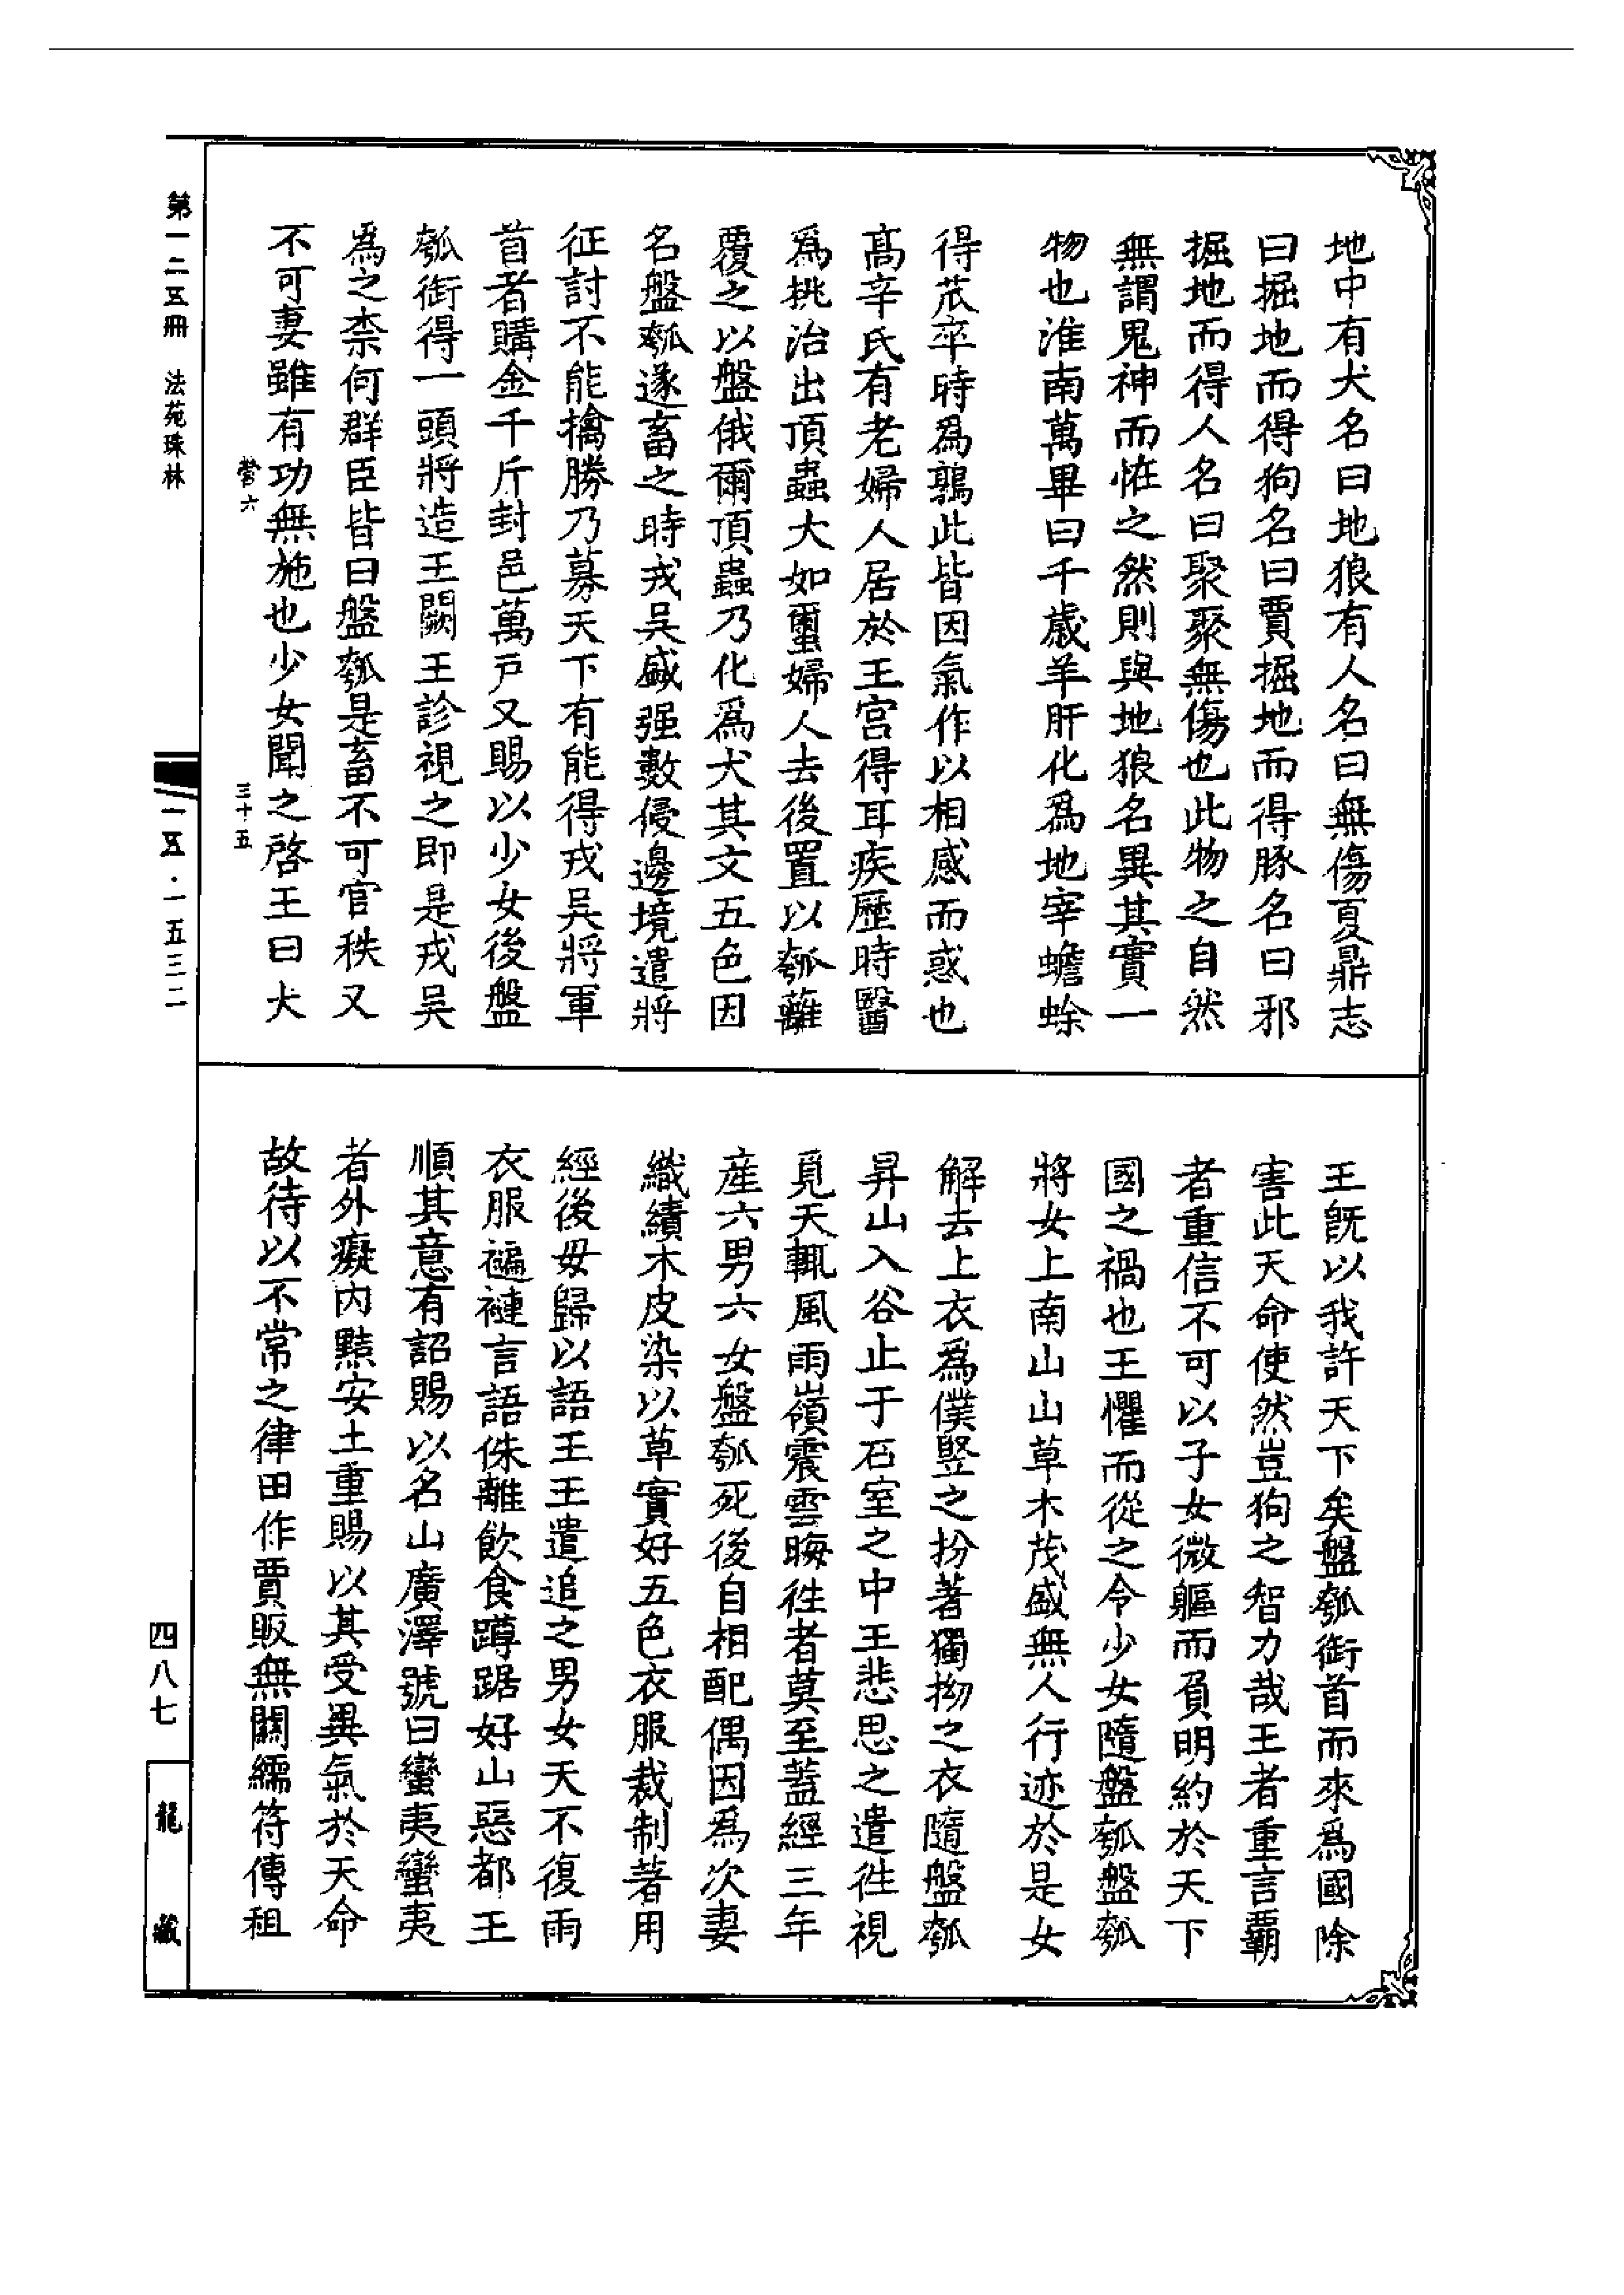 地中有犬名曰地狼有人名曰無傷夏鼎志
曰掘地而得狗名曰賈掘地而得豚名曰邪
掘地而得人名曰聚聚無傷也此物之自然
無謂鬼神而恠之然則與地狼名異其實一
物也淮南萬畢曰千歲羊肝化爲地宰蟾蜍
得苽卒時爲鶉此皆因氣作以相感而惑也
高辛氏有老婦人居於王宮得耳疾歷時醫
爲挑治出頂蟲大如蠒婦人去後置以瓠蘺
覆之以盤俄爾頂蟲乃化爲犬其文五色因
名盤瓠遂畜之時戎吳盛强數侵邊境遣將
征討不能擒勝乃募天下有能得戎吳將軍
首者購金千斤封邑萬戶又賜以少女後盤
瓠銜得一頭將造王闕王診視之即是戎吳
爲之柰何群臣皆曰盤瓠是畜不可官秩又
不可妻雖有功無施也少女聞之啓王曰大
王旣以我許天下矣盤瓠銜首而來爲國除
害此天命使然豈狗之智力哉王者重言霸
者重信不可以子女微軀而負明約於天下
國之禍也王懼而從之令少女隨盤瓠盤瓠
將女上南山山草木茂盛無人行迹於是女
解去上衣爲僕竪之扮著獨拗之衣隨盤瓠
昇山入谷止于石室之中王悲思之遣往視
覓天輒風雨嶺震雲晦往者莫至蓋經三年
産六男六女盤瓠死後自相配偶因爲次妻
織績木皮染以草實好五色衣服裁制著用
經後毋歸以語王王遣追之男女天不復雨
衣服褊褳言語侏離飲食蹲踞好山惡都王
順其意有詔賜以名山廣澤號曰蠻夷蠻夷
者外癡內黠安土重賜以其受異氣於天命
故待以不常之律田作賈販無關繻符傳租
營六
三十五
第一二五冊 法苑珠林
一五·一五三二
四八七
龍藏